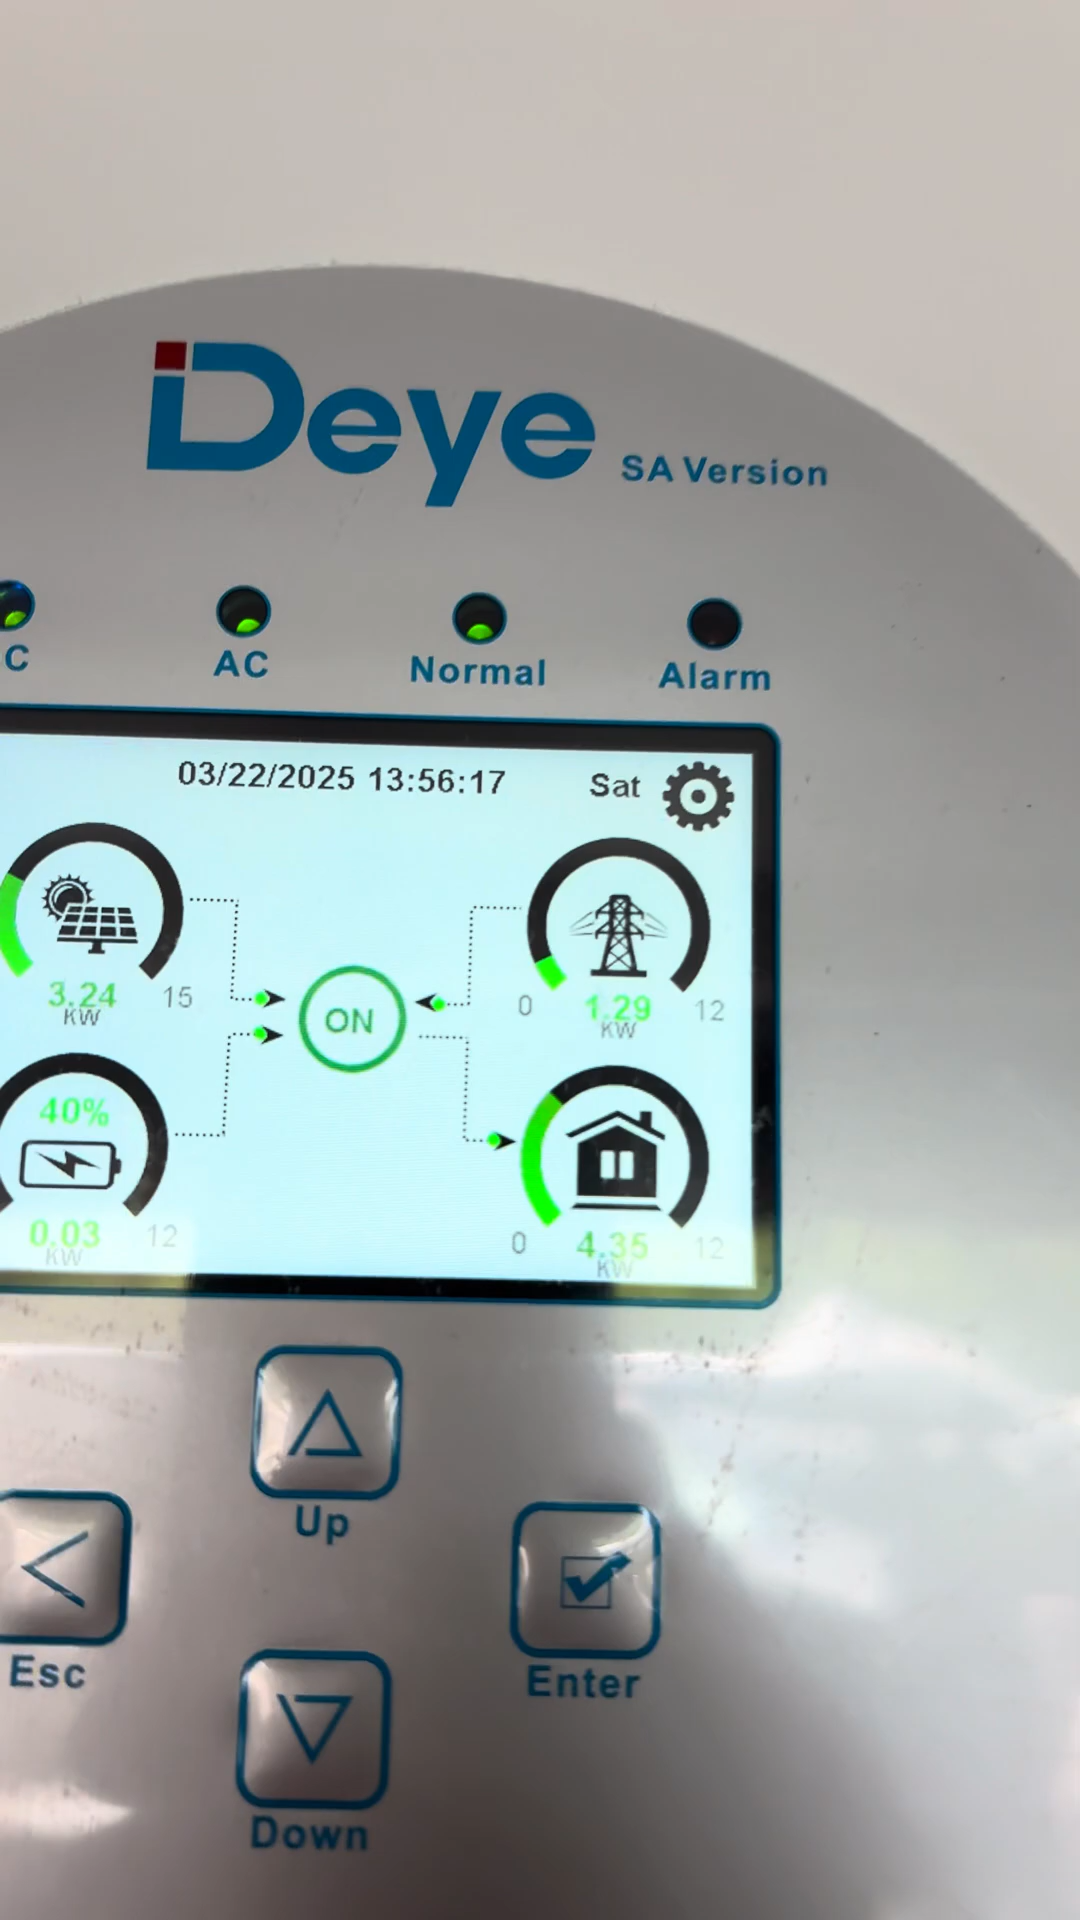 Deye SA Version
C AC Normal Alarm
03/22/2025 13:56:17 Sat
3.24 15
KW
0 1.29 12
KW
ON
40%
0.03 12
KW
0 4.35 12
KW
Up
Esc
Enter
Down